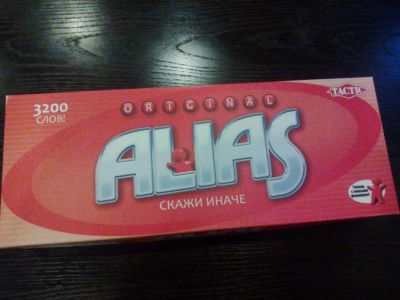 3200
СЛОВ!
ORIGINAL
TACTIC
ALIAS
СКАЖИ ИНАЧЕ